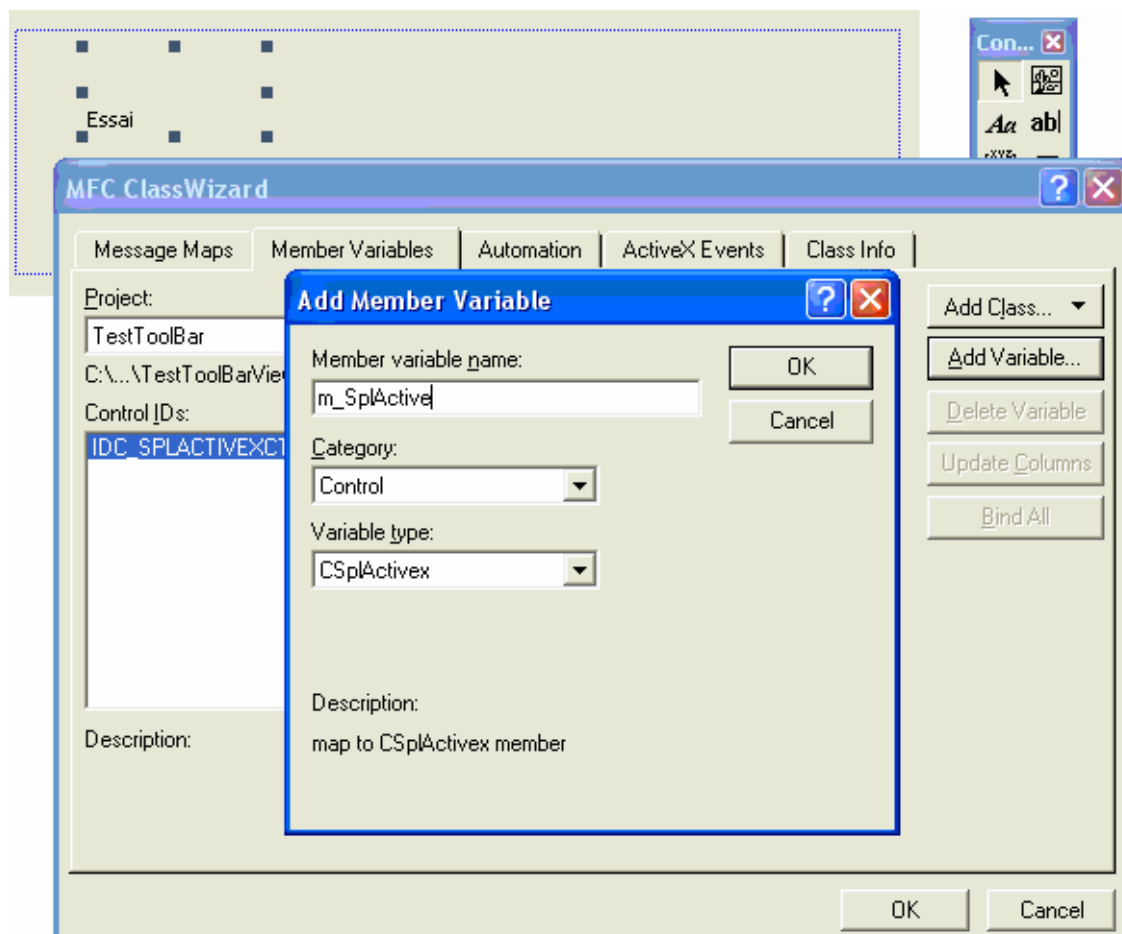 Con...
Aa ab|
Essai
MFC ClassWizard
Message Maps Member Variables Automation ActiveX Events Class Info
Project:
TestToolBar
C:\...\TestToolBarVie
Control IDs:
IDC_SPLACTIVEXCT
Description:
Add Class...
Add Variable...
Delete Variable
Update Columns
Bind All
Add Member Variable
Member variable name:
m_SplActive
Category:
Control
Variable type:
CSplActivex
Description:
map to CSplActivex member
OK
Cancel
OK Cancel